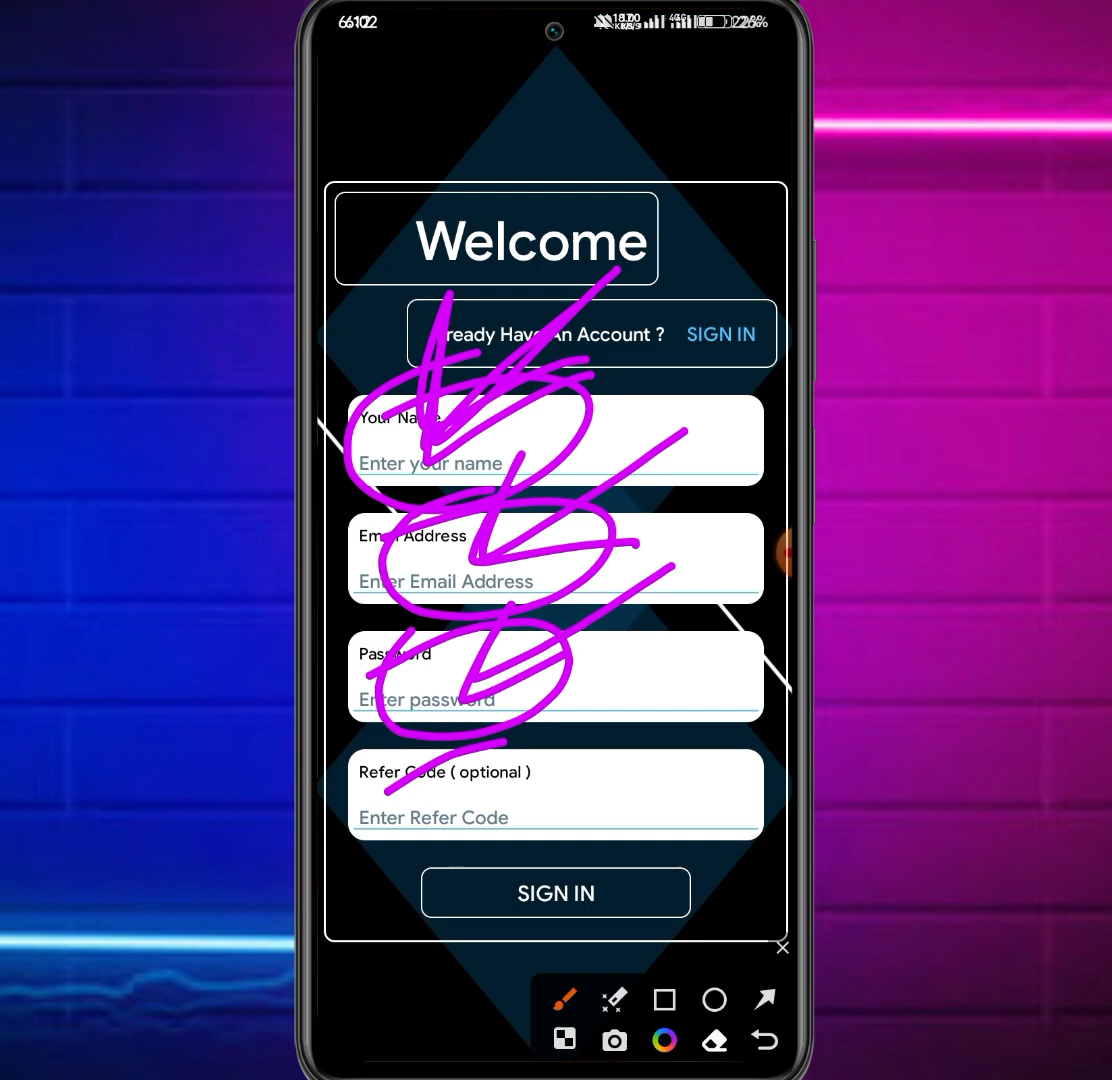 Welcome
ready Have An Account ? SIGN IN
Your Name
Enter your name
Email Address
Enter Email Address
Password
Enter password
Refer Code ( optional )
Enter Refer Code
SIGN IN